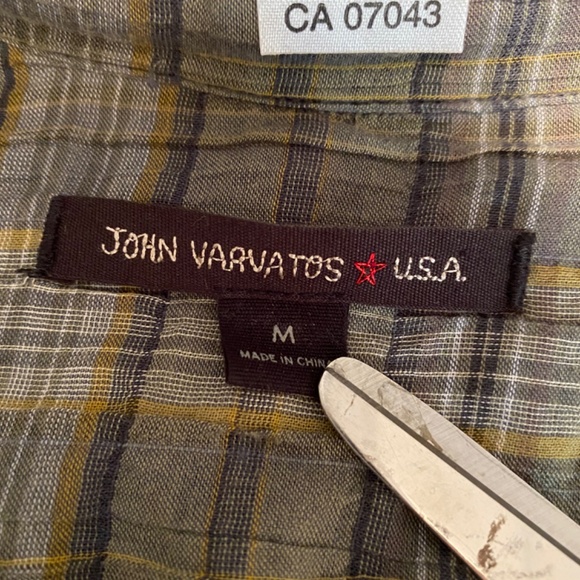 CA 07043
JOHN VARVATOS ★ U.S.A.
M
MADE IN CHINA